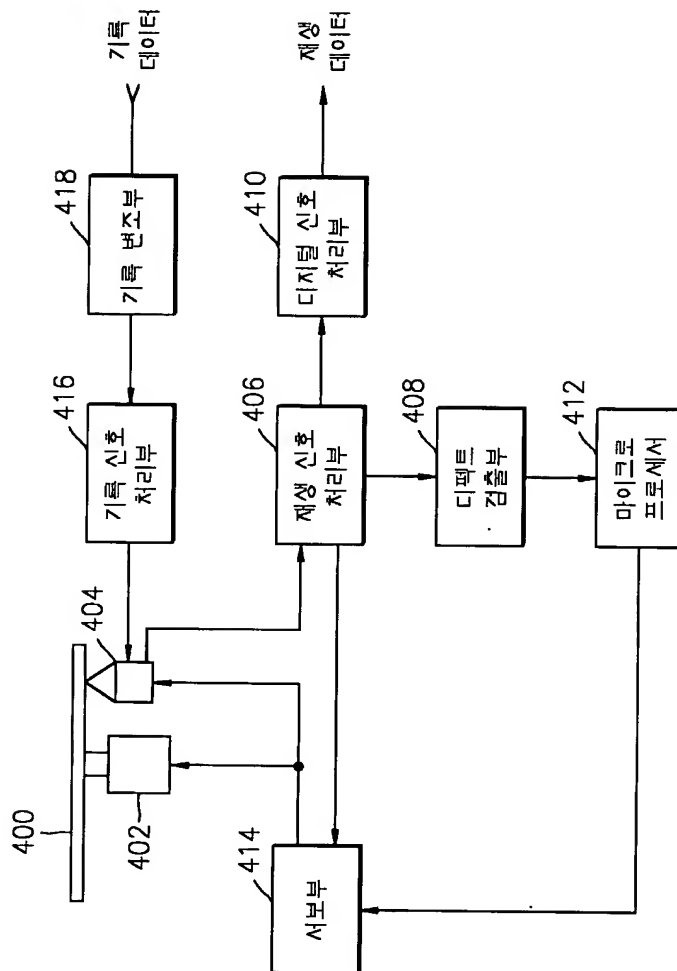 기록
데이터
418
기록 변조부
416
기록 신호
처리부
404
400
402
재생
데이터
410
디지털 신호
처리부
406
재생 신호
처리부
408
디펙트
검출부
412
마이크로
프로세서
414
서보부